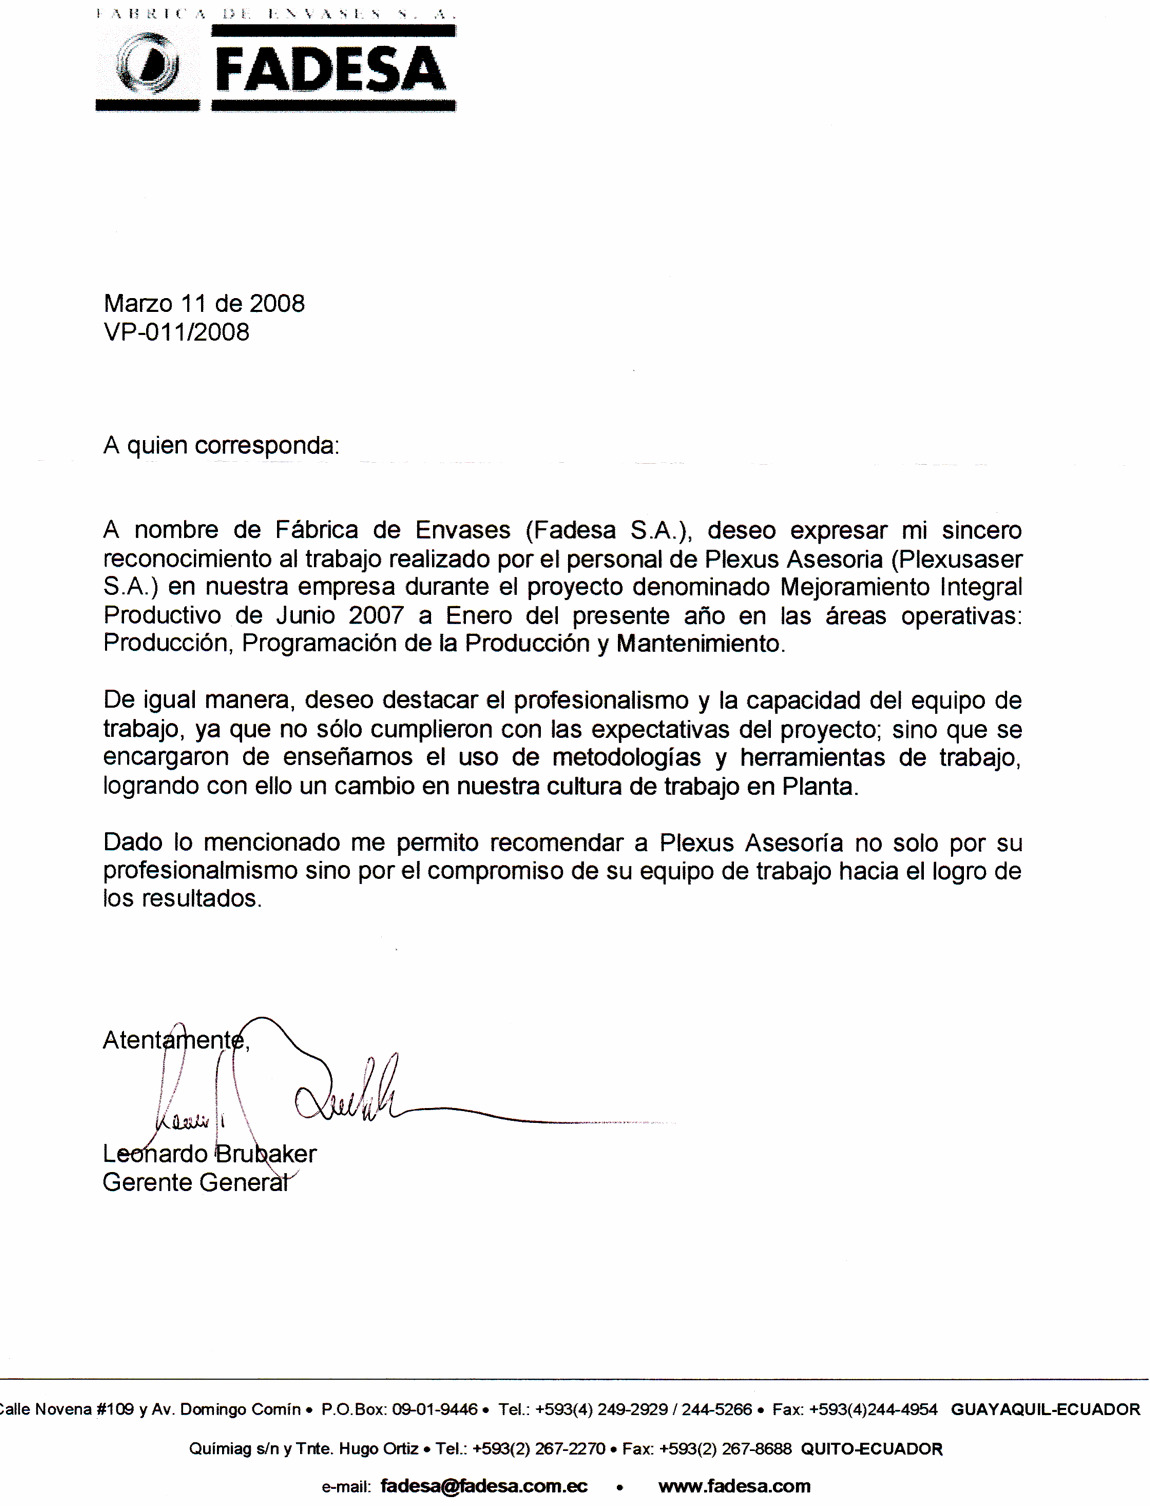 FABRICA DE ENVASES S. A.
FADESA
Marzo 11 de 2008
VP-011/2008
A quien corresponda:
A nombre de Fábrica de Envases (Fadesa S.A.), deseo expresar mi sincero
reconocimiento al trabajo realizado por el personal de Plexus Asesoria (Plexusaser
S.A.) en nuestra empresa durante el proyecto denominado Mejoramiento Integral
Productivo de Junio 2007 a Enero del presente año en las áreas operativas:
Producción, Programación de la Producción y Mantenimiento.
De igual manera, deseo destacar el profesionalismo y la capacidad del equipo de
trabajo, ya que no sólo cumplieron con las expectativas del proyecto; sino que se
encargaron de enseñarnos el uso de metodologías y herramientas de trabajo,
logrando con ello un cambio en nuestra cultura de trabajo en Planta.
Dado lo mencionado me permito recomendar a Plexus Asesoría no solo por su
profesionalmismo sino por el compromiso de su equipo de trabajo hacia el logro de
los resultados.
Atentamente,
Leonardo Brubaker
Gerente General
Calle Novena #109 y Av. Domingo Comín • P.O.Box: 09-01-9446 • Tel.: +593(4) 249-2929 / 244-5266 • Fax: +593(4)244-4954 GUAYAQUIL-ECUADOR
Quimiag s/n y Tnte. Hugo Ortiz • Tel.: +593(2) 267-2270 • Fax: +593(2) 267-8688 QUITO-ECUADOR
e-mail: fadesa@fadesa.com.ec • www.fadesa.com